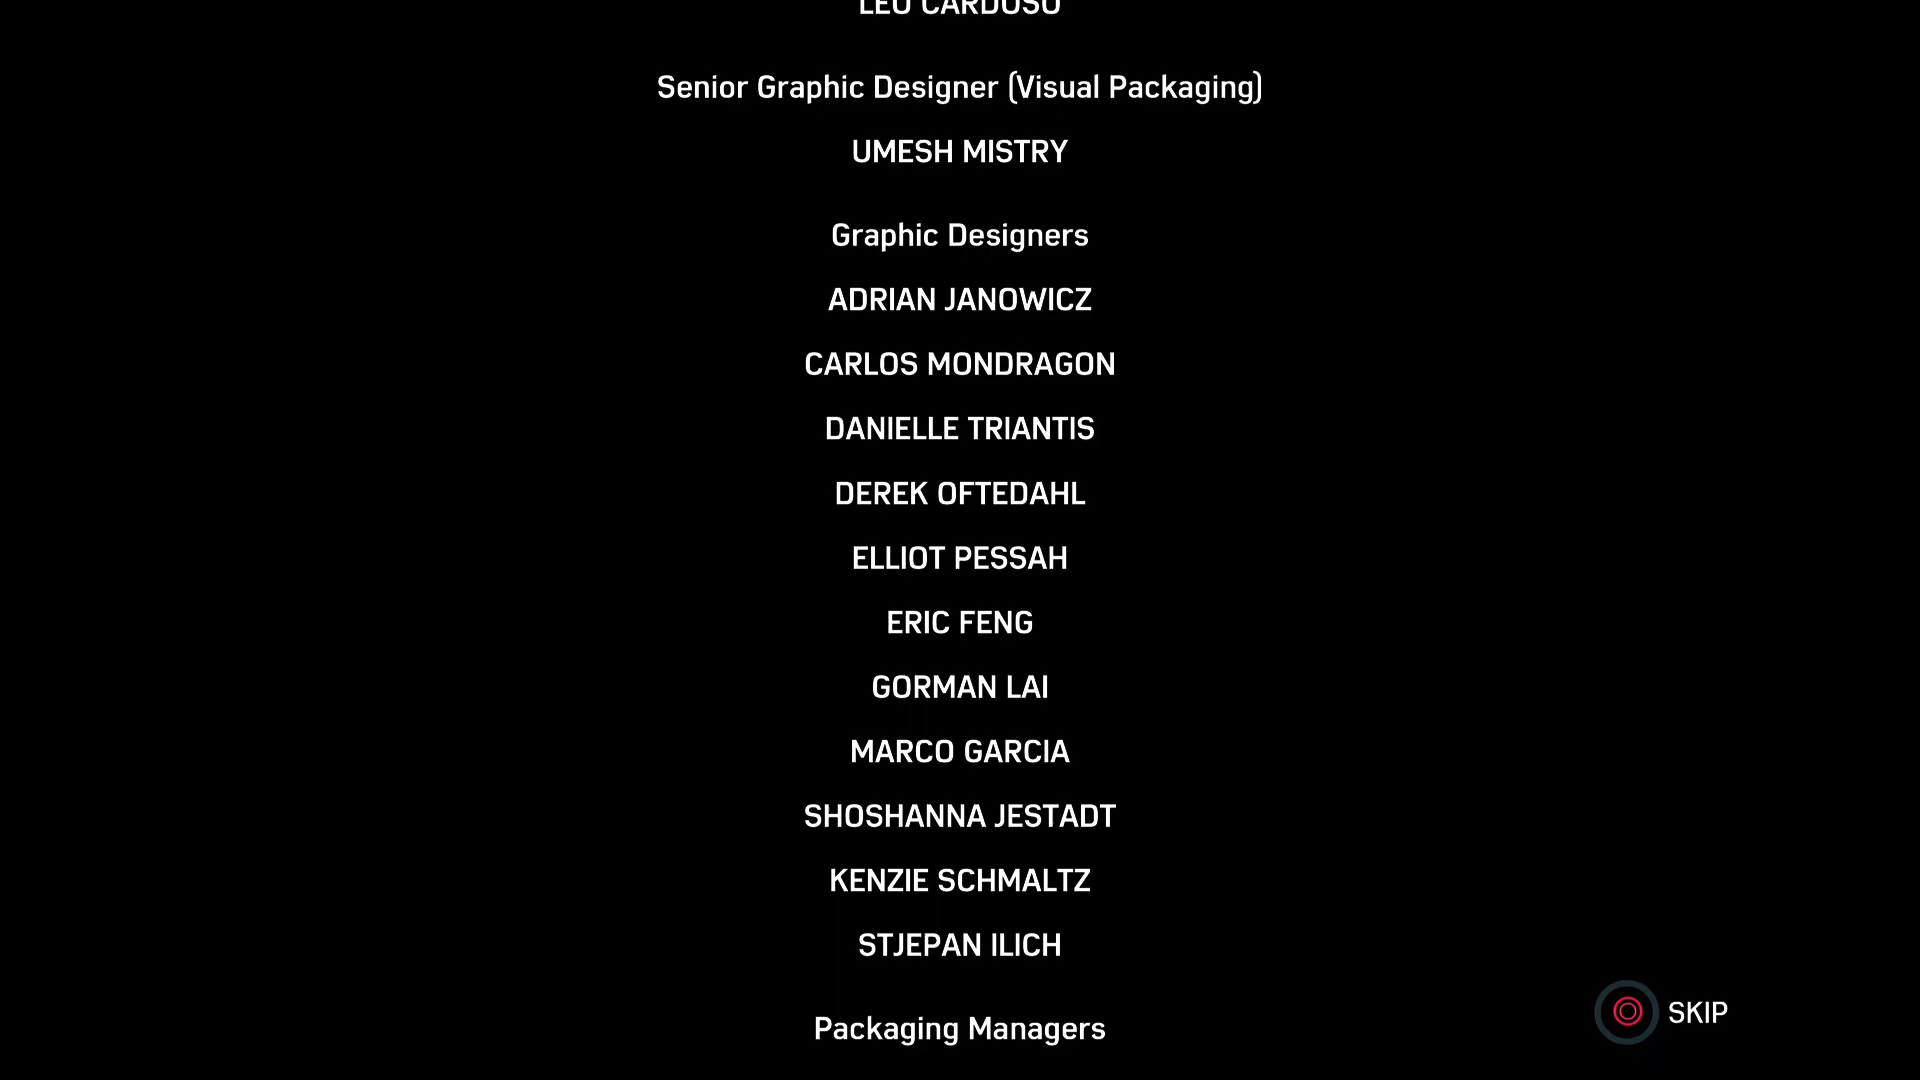 LEO CARDOSO
Senior Graphic Designer (Visual Packaging)
UMESH MISTRY
Graphic Designers
ADRIAN JANOWICZ
CARLOS MONDRAGON
DANIELLE TRIANTIS
DEREK OFTEDAHL
ELLIOT PESSAH
ERIC FENG
GORMAN LAI
MARCO GARCIA
SHOSHANNA JESTADT
KENZIE SCHMALTZ
STJEPAN ILICH
Packaging Managers
SKIP